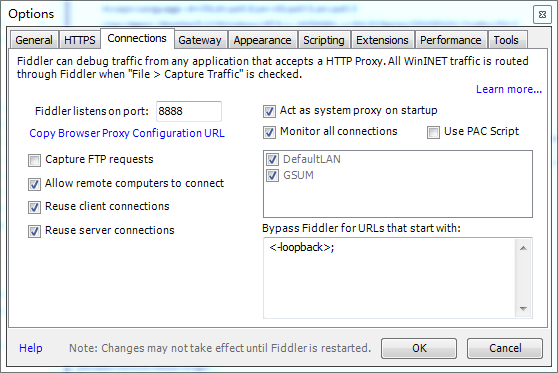 Options
General HTTPS Connections Gateway Appearance Scripting Extensions Performance Tools
Fiddler can debug traffic from any application that accepts a HTTP Proxy. All WinINET traffic is routed
through Fiddler when "File > Capture Traffic" is checked.
Learn more...
Fiddler listens on port: 8888
Copy Browser Proxy Configuration URL
Capture FTP requests
Allow remote computers to connect
Reuse client connections
Reuse server connections
Act as system proxy on startup
Monitor all connections Use PAC Script
DefaultLAN
GSUM
Bypass Fiddler for URLs that start with:
<-loopback>;
Help Note: Changes may not take effect until Fiddler is restarted. OK Cancel